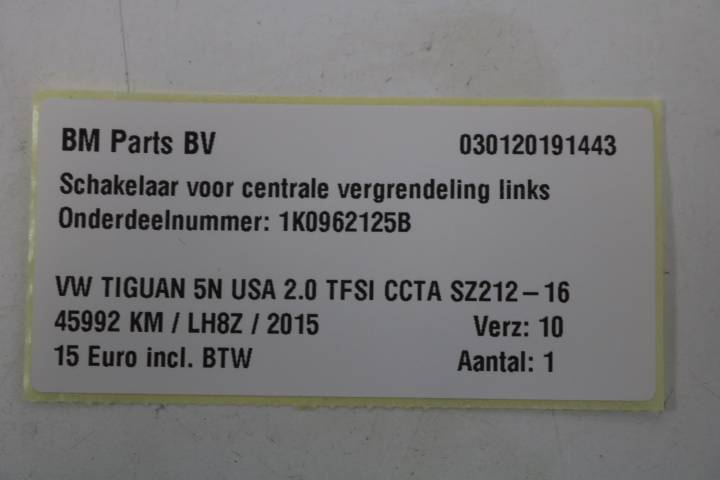 BM Parts BV 030120191443
Schakelaar voor centrale vergrendeling links
Onderdeelnummer: 1K0962125B
VW TIGUAN 5N USA 2.0 TFSI CCTA SZ212-16
45992 KM / LH8Z / 2015 Verz: 10
15 Euro incl. BTW Aantal: 1